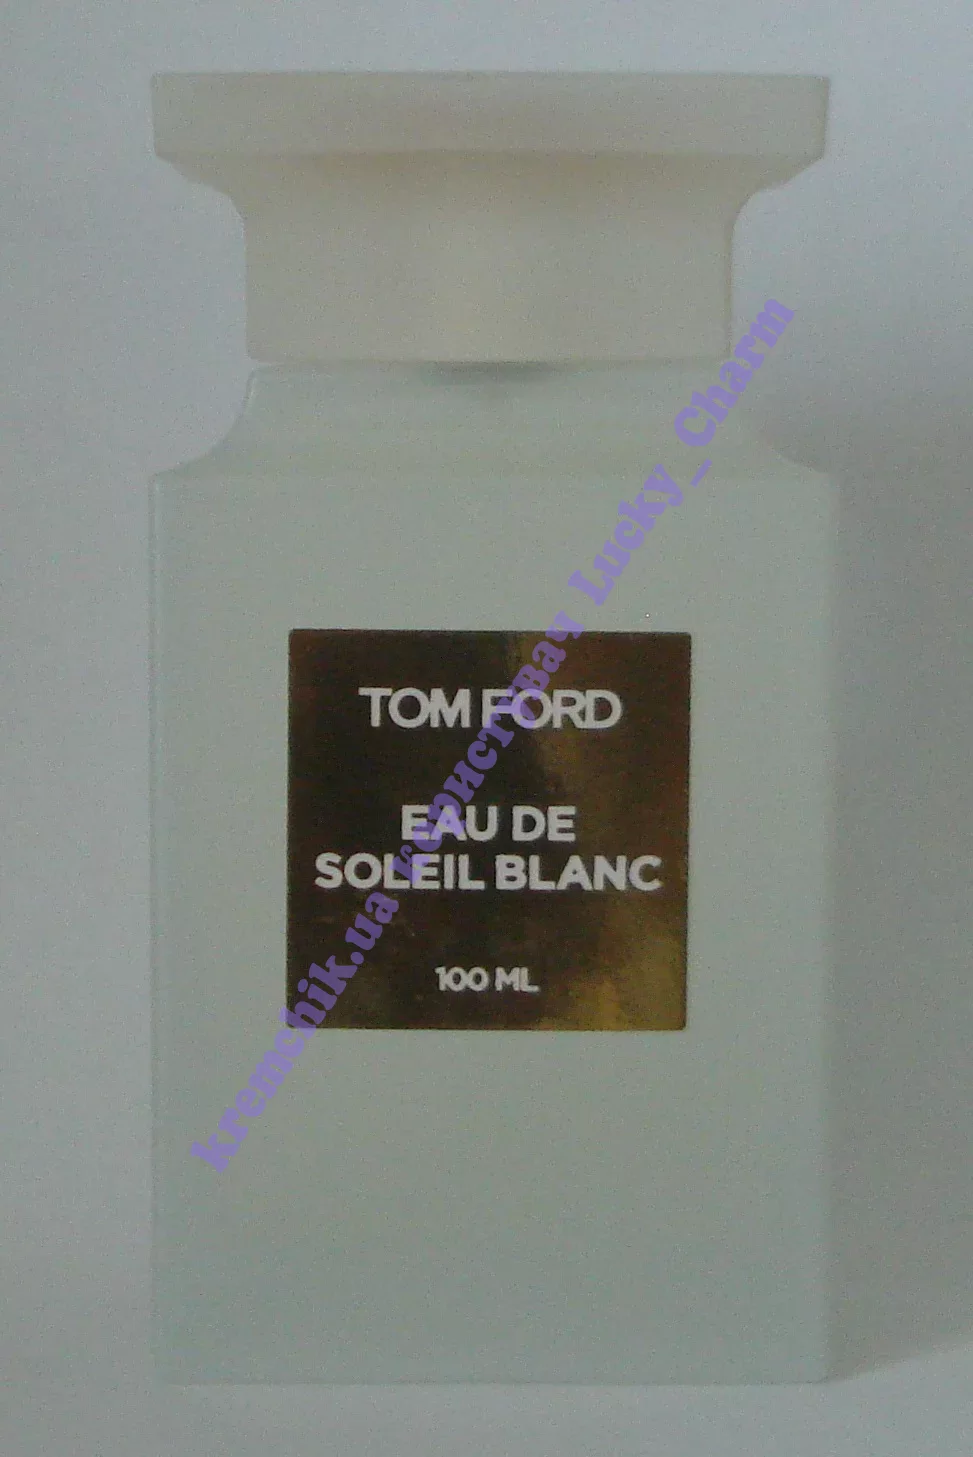 TOM FORD
EAU DE
SOLEIL BLANC
100 ML
kremchik.ua користувач Lucky_Charm